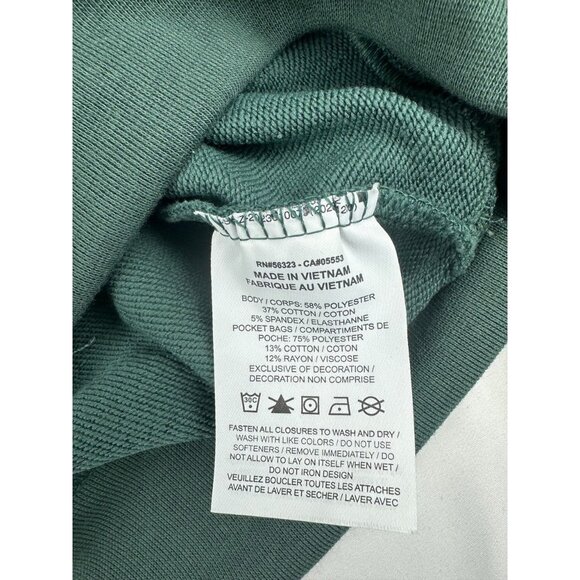 RN#56323 - CA#05553
MADE IN VIETNAM
FABRIQUE AU VIETNAM
BODY / CORPS: 58% POLYESTER
37% COTTON / COTON
5% SPANDEX / ELASTHANNE
POCKET BAGS / COMPARTIMENTS DE
POCHE: 75% POLYESTER
13% COTTON / COTON
12% RAYON / VISCOSE
EXCLUSIVE OF DECORATION /
DECORATION NON COMPRISE
30C
FASTEN ALL CLOSURES TO WASH AND DRY /
WASH WITH LIKE COLORS / DO NOT USE
SOFTENERS / REMOVE IMMEDIATELY / DO
NOT ALLOW TO LAY ON ITSELF WHEN WET /
DO NOT IRON DESIGN
VEUILLEZ BOUCLER TOUTES LES ATTACHES
AVANT DE LAVER ET SECHER / LAVER AVEC